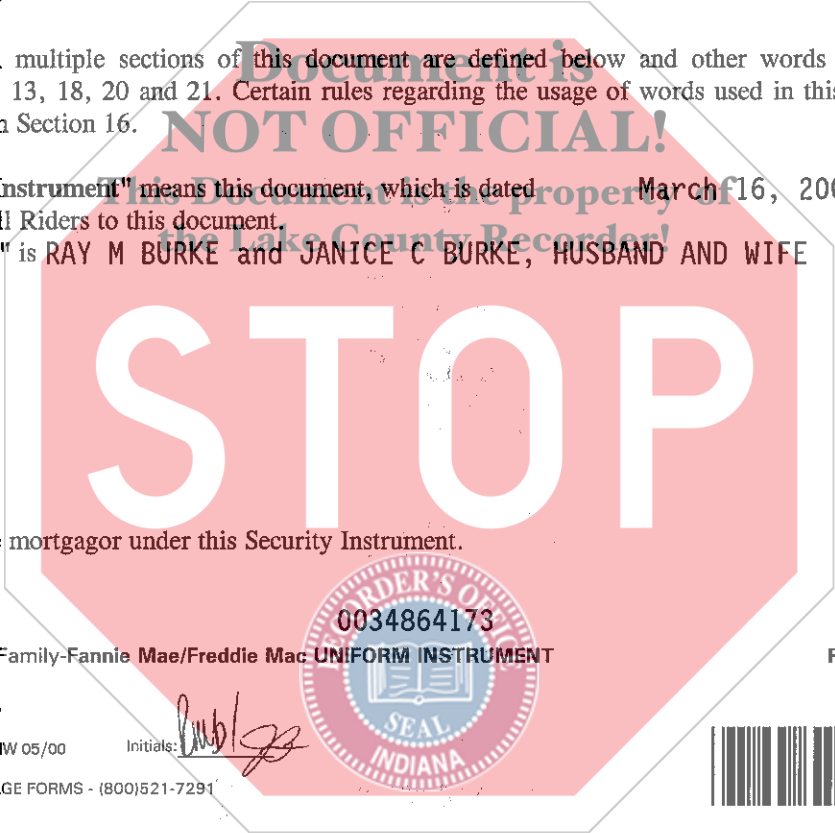 multiple sections of this document are defined below and other words
13, 18, 20 and 21. Certain rules regarding the usage of words used in this
Section 16.
Document is
NOT OFFICIAL!
This Document is the property of
the Lake County Recorder!
Instrument" means this document, which is dated March 16, 200
Riders to this document.
" is RAY M BURKE and JANICE C BURKE, HUSBAND AND WIFE
STOP
mortgagor under this Security Instrument.
RECORDER'S OFFICE
SEAL
INDIANA
0034864173
Family-Fannie Mae/Freddie Mac UNIFORM INSTRUMENT
W 05/00 Initials:
GE FORMS - (800)521-7291